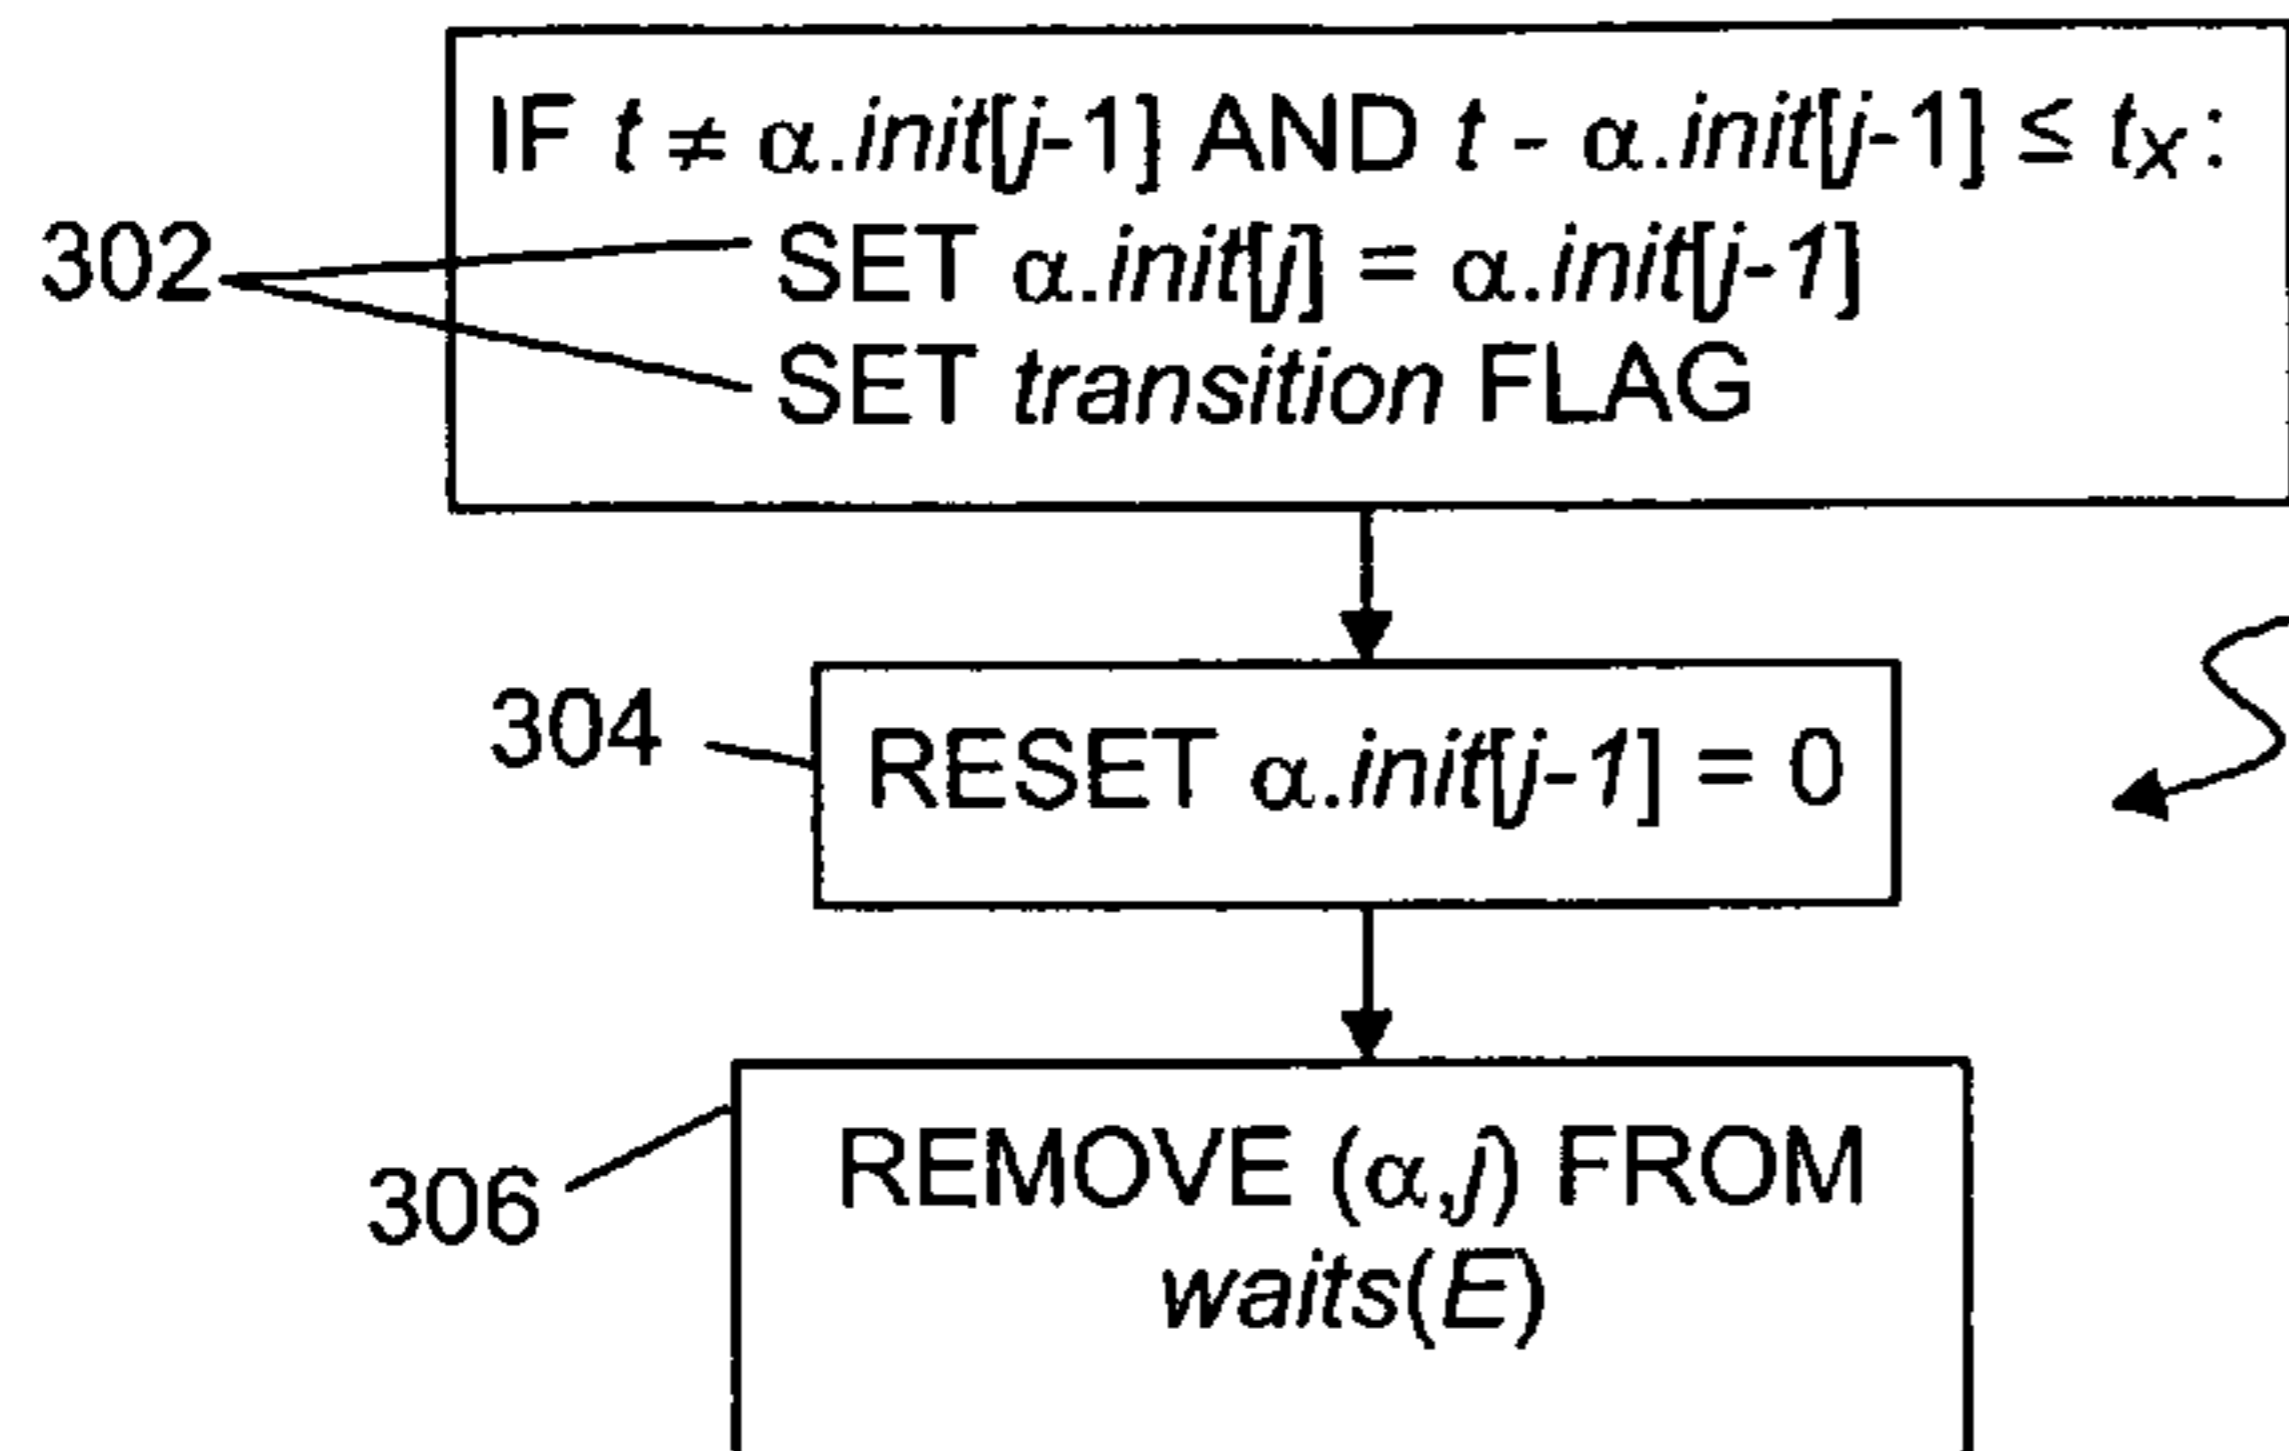 IF t ≠ α.init[j-1] AND t - α.init[j-1] ≤ tₓ:
302
SET α.init[j] = α.init[j-1]
SET transition FLAG
304
RESET α.init[j-1] = 0
306
REMOVE (α,j) FROM
waits(E)